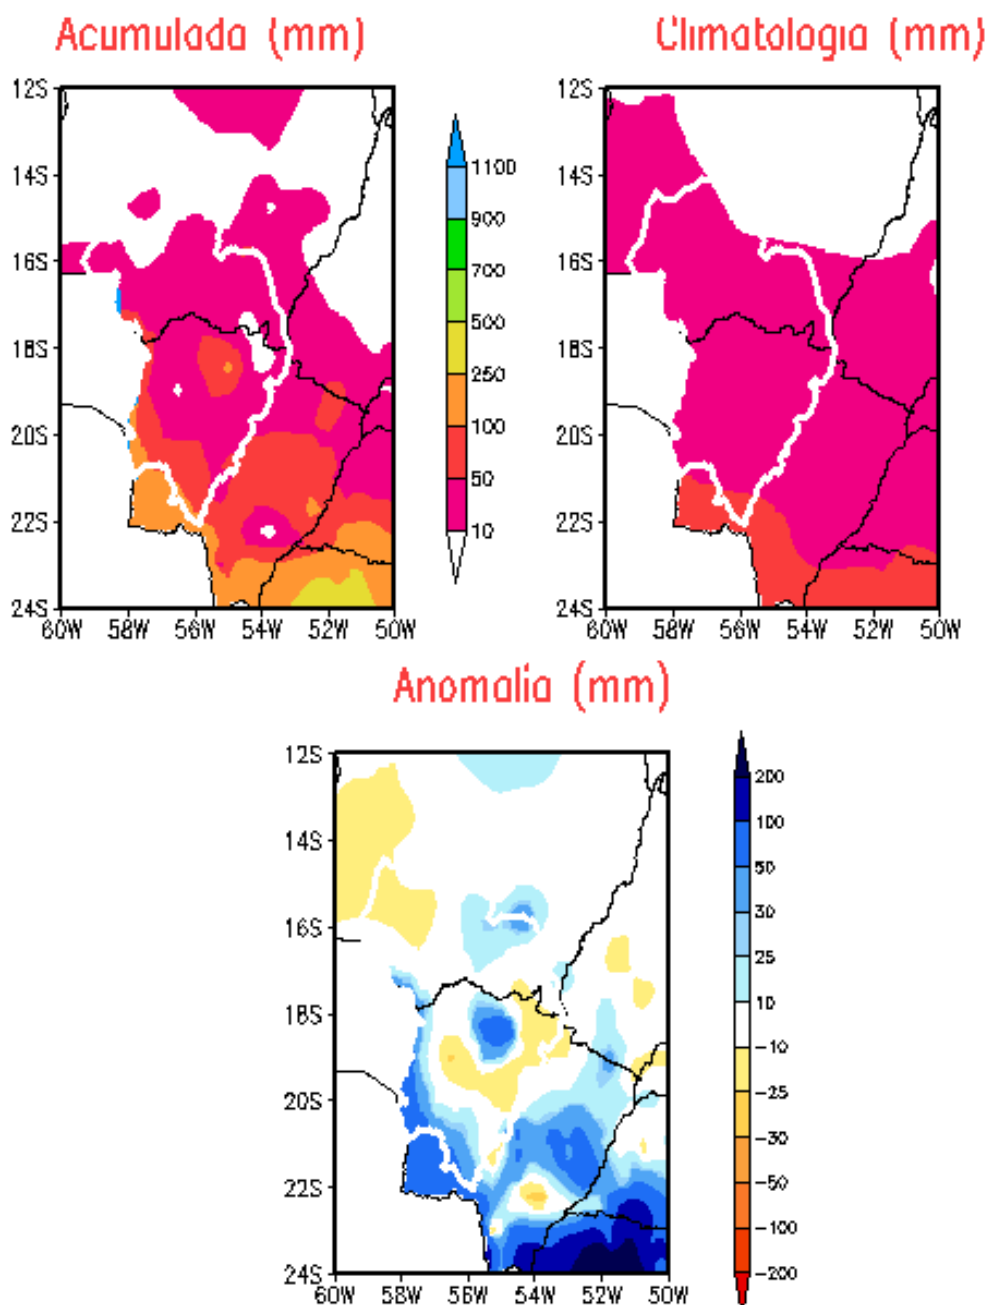 Acumulada (mm)
Climatologia (mm)
12S
14S
16S
18S
20S
22S
24S
60W 58W 56W 54W 52W 50W
1100
900
700
500
250
100
50
10
12S
14S
16S
18S
20S
22S
24S
60W 58W 56W 54W 52W 50W
Anomalia (mm)
12S
14S
16S
18S
20S
22S
24S
60W 58W 56W 54W 52W 50W
200
100
50
30
25
10
-10
-25
-30
-50
-100
-200